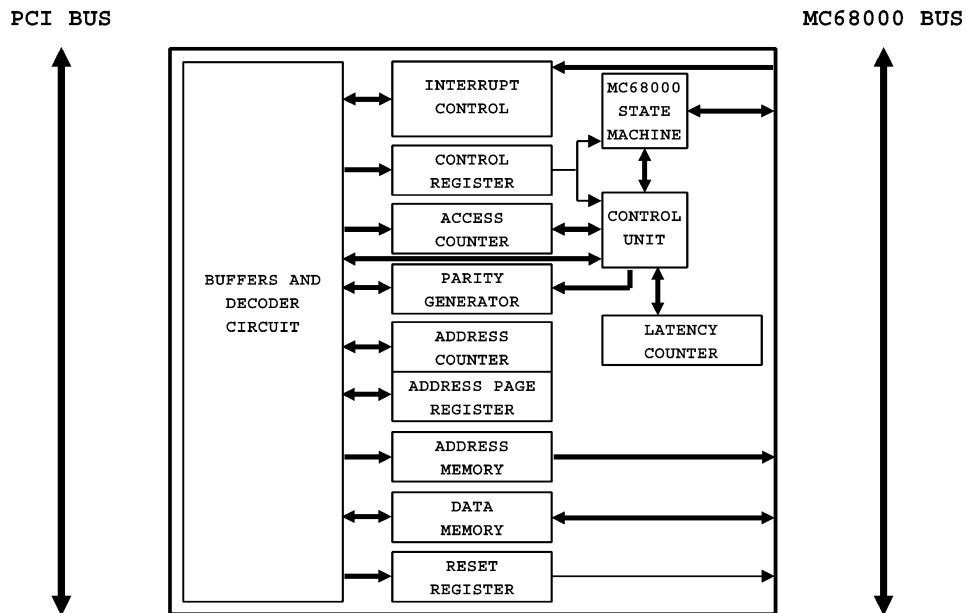 PCI BUS
MC68000 BUS
INTERRUPT
CONTROL
MC68000
STATE
MACHINE
CONTROL
REGISTER
ACCESS
COUNTER
CONTROL
UNIT
BUFFERS AND
DECODER
CIRCUIT
PARITY
GENERATOR
LATENCY
COUNTER
ADDRESS
COUNTER
ADDRESS PAGE
REGISTER
ADDRESS
MEMORY
DATA
MEMORY
RESET
REGISTER